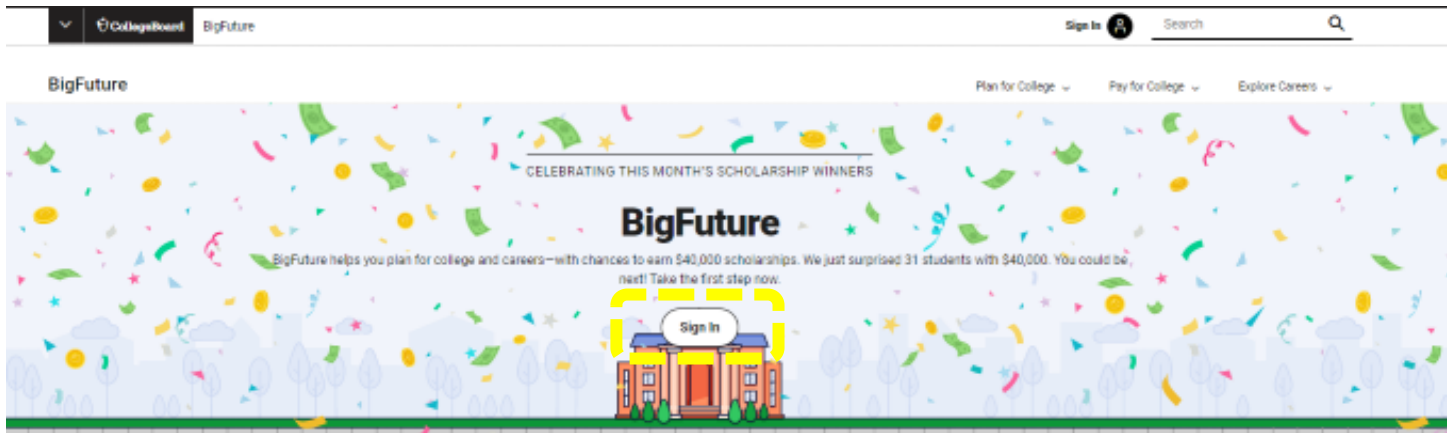 CollegeBoard BigFuture Sign In Search
BigFuture Plan for College Pay for College Explore Careers
CELEBRATING THIS MONTH'S SCHOLARSHIP WINNERS
BigFuture
BigFuture helps you plan for college and careers—with chances to earn $40,000 scholarships. We just surprised 31 students with $40,000. You could be
next! Take the first step now.
Sign In